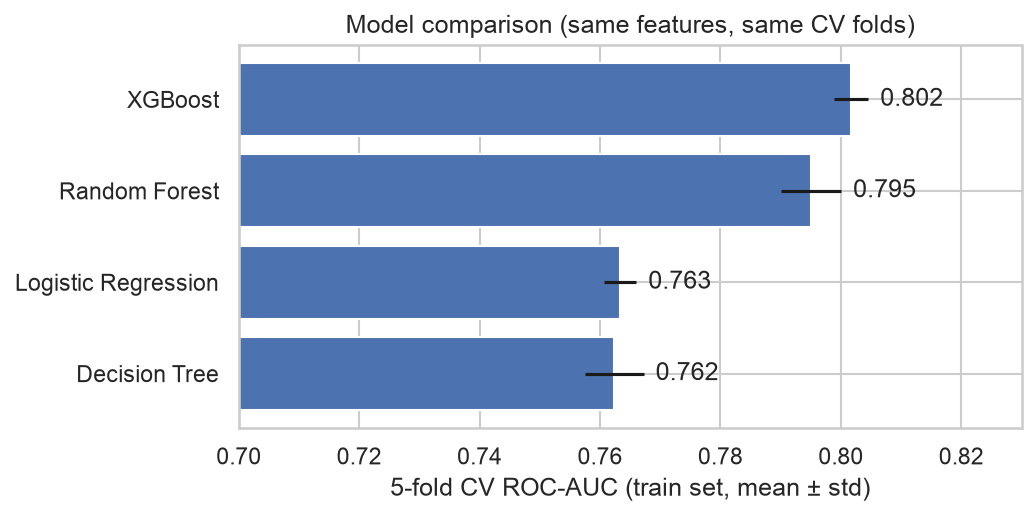 Model comparison (same features, same CV folds)
XGBoost
0.802
Random Forest
0.795
Logistic Regression
0.763
Decision Tree
0.762
0.70 0.72 0.74 0.76 0.78 0.80 0.82
5-fold CV ROC-AUC (train set, mean ± std)